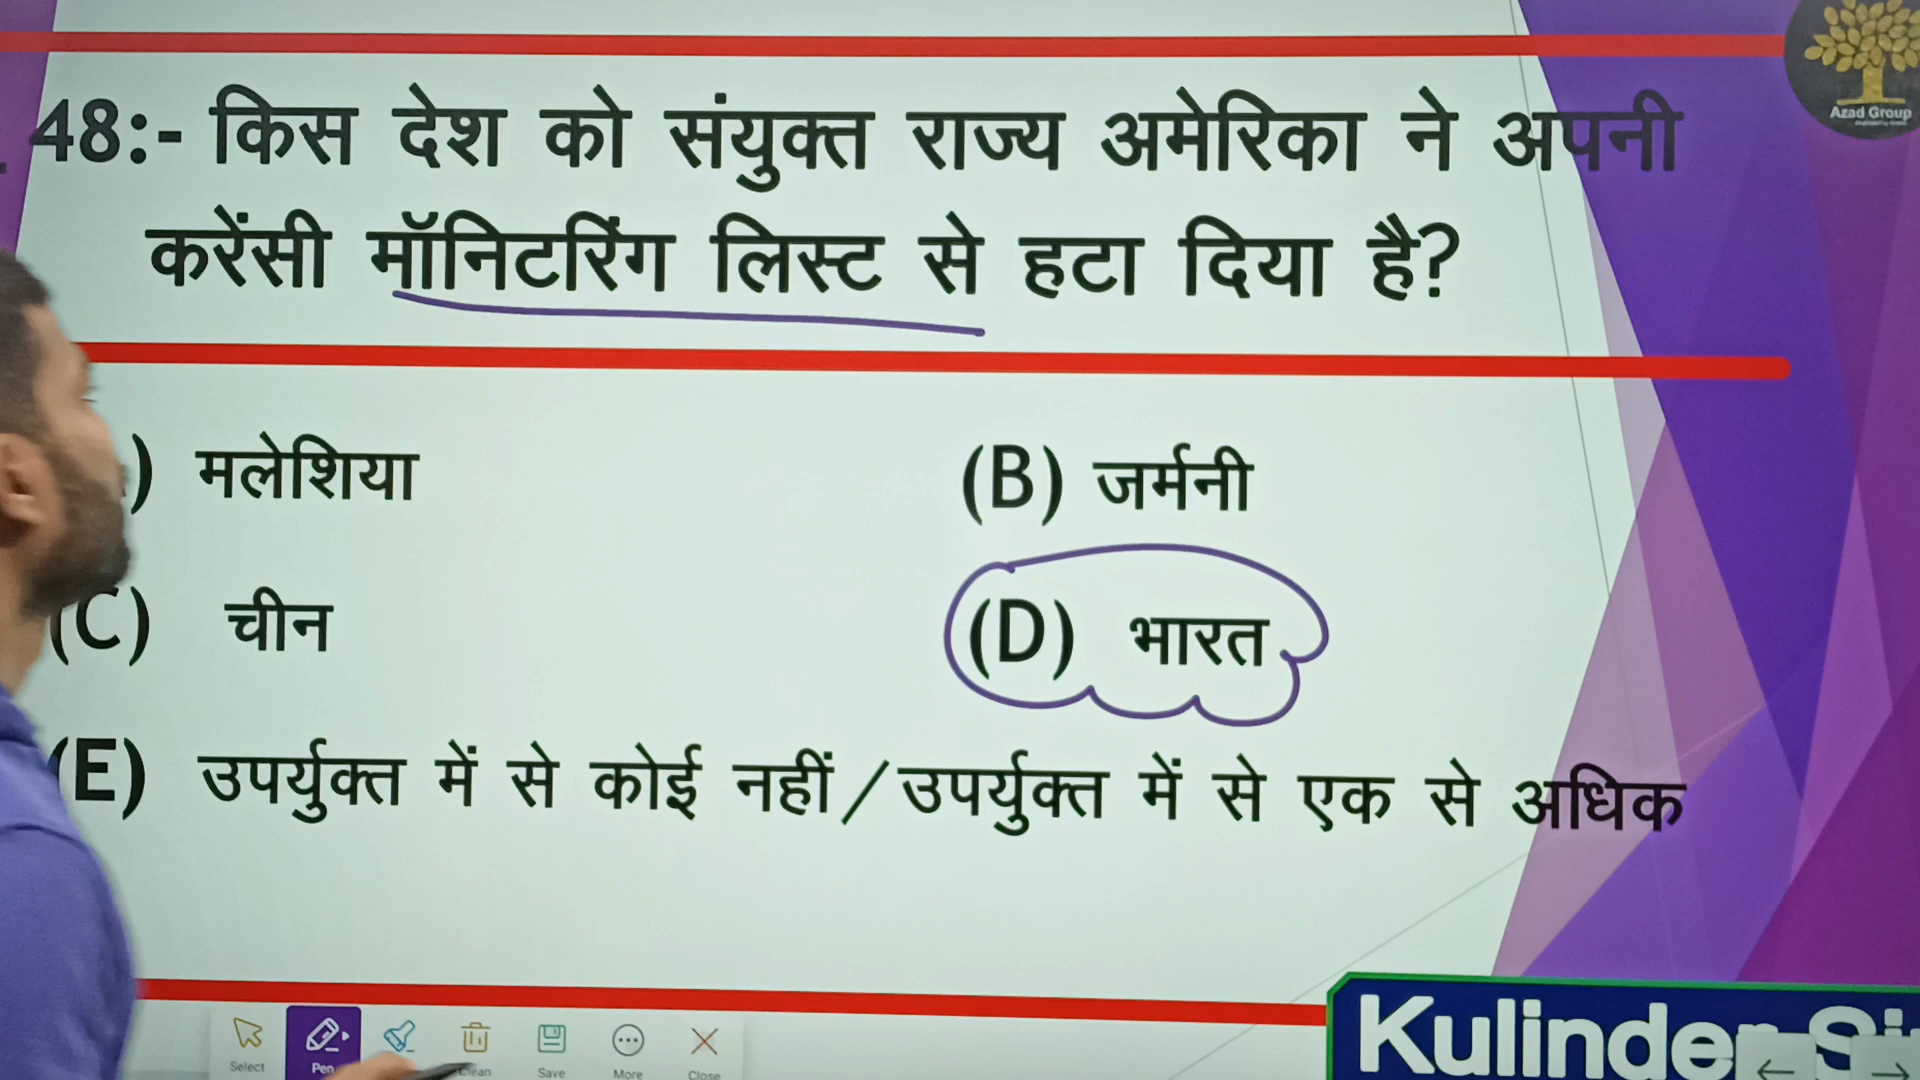 48:- किस देश को संयुक्त राज्य अमेरिका ने अपनी
करेंसी मॉनिटरिंग लिस्ट से हटा दिया है?
) मलेशिया
(B) जर्मनी
(C) चीन
(D) भारत
(E) उपर्युक्त में से कोई नहीं/उपर्युक्त में से एक से अधिक
Azad Group
Kulinder
Select
Pen
Clean
Save
More
Close